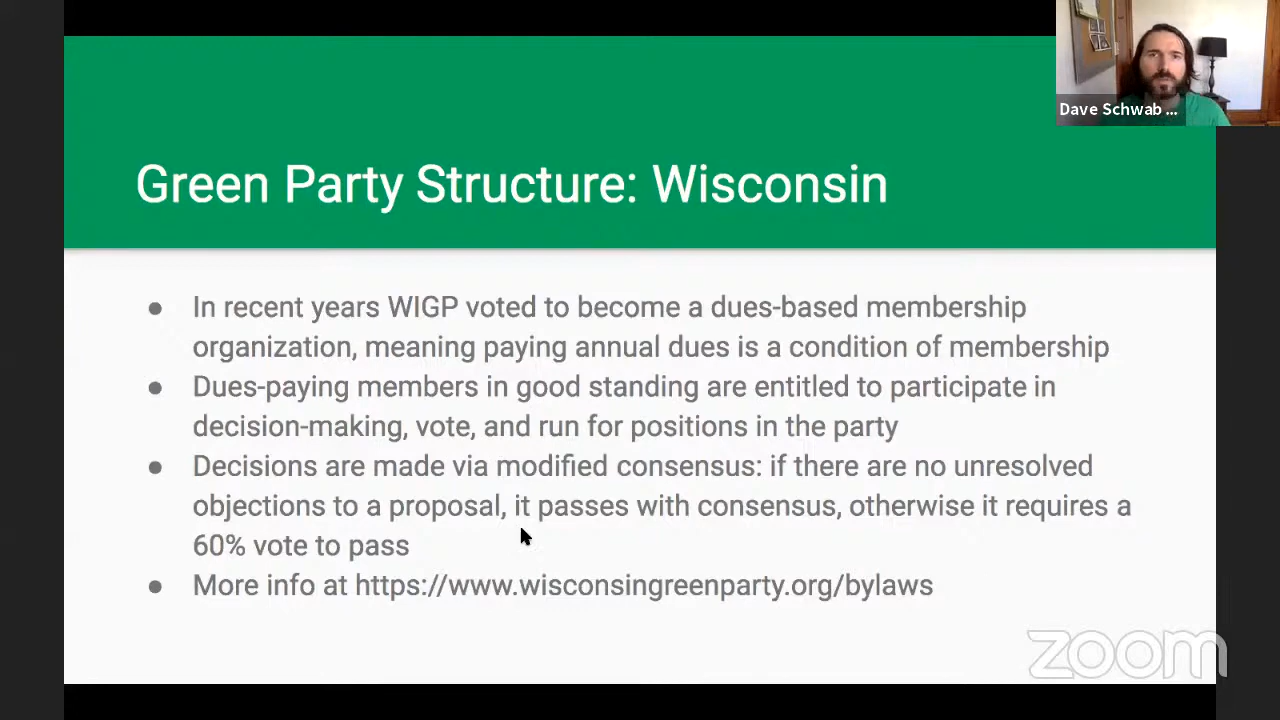 Dave Schwab ...
Green Party Structure: Wisconsin
● In recent years WIGP voted to become a dues-based membership
organization, meaning paying annual dues is a condition of membership
● Dues-paying members in good standing are entitled to participate in
decision-making, vote, and run for positions in the party
● Decisions are made via modified consensus: if there are no unresolved
objections to a proposal, it passes with consensus, otherwise it requires a
60% vote to pass
● More info at https://www.wisconsingreenparty.org/bylaws
zoom